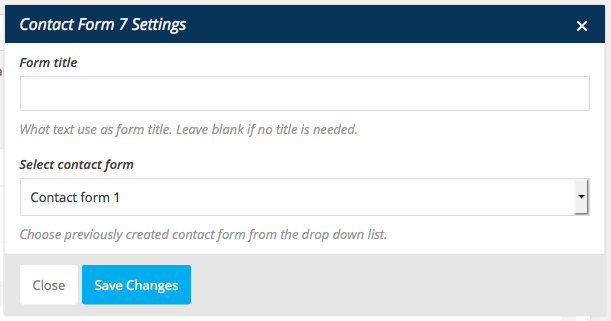 Contact Form 7 Settings
Form title
What text use as form title. Leave blank if no title is needed.
Select contact form
Contact form 1
Choose previously created contact form from the drop down list.
Close Save Changes